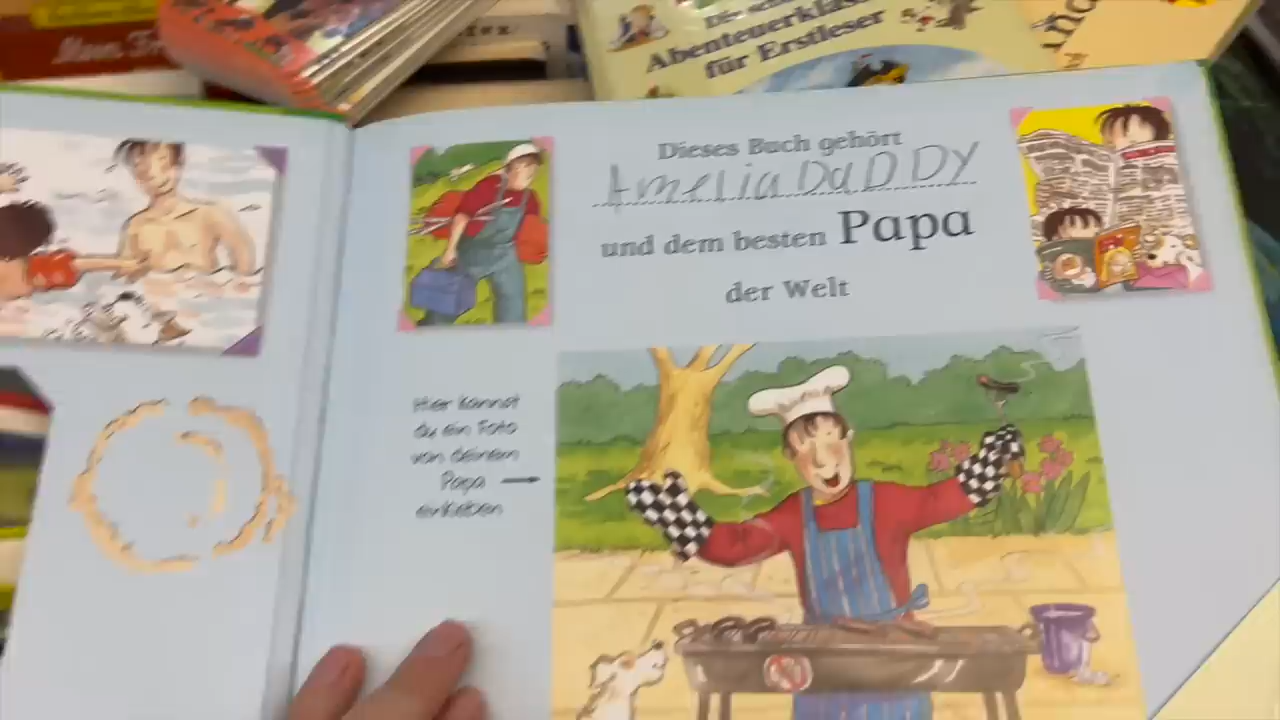 Abenteuerklas
für Erstleser
Dieses Buch gehört
Amelia DaDDY
und dem besten Papa
der Welt
Hier kannst
du ein Foto
von deinem
Papa
einkleben